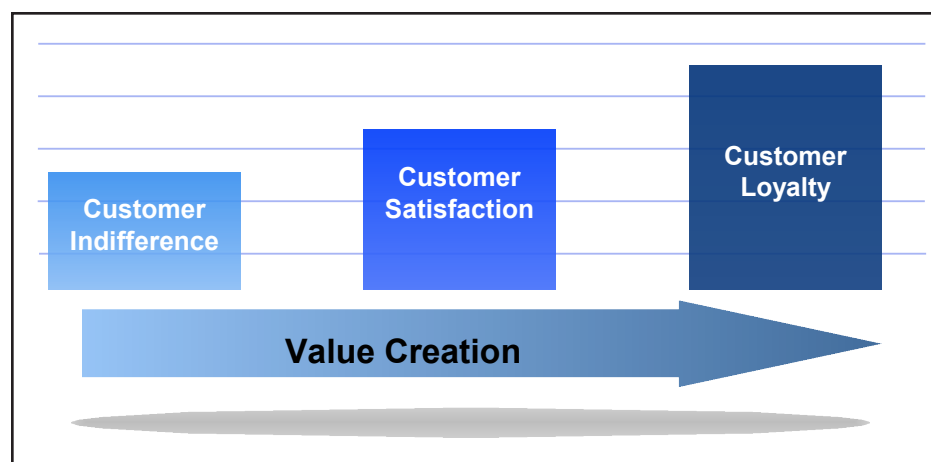 Customer
Indifference
Customer
Satisfaction
Customer
Loyalty
Value Creation